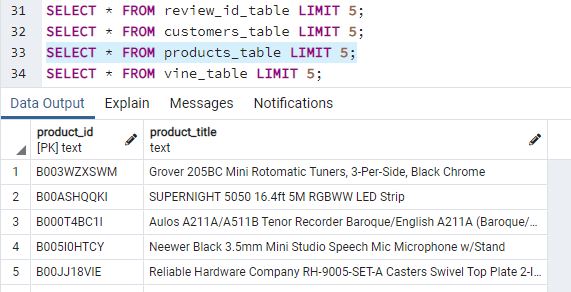 31 SELECT * FROM review_id_table LIMIT 5;
32 SELECT * FROM customers_table LIMIT 5;
33 SELECT * FROM products_table LIMIT 5;
34 SELECT * FROM vine_table LIMIT 5;
Data Output Explain Messages Notifications
product_id product_title
[PK] text text
1 B003WZXSWM Grover 205BC Mini Rotomatic Tuners, 3-Per-Side, Black Chrome
2 B00ASHQQKI SUPERNIGHT 5050 16.4ft 5M RGBWW LED Strip
3 B000T4BC1I Aulos A211A/A511B Tenor Recorder Baroque/English A211A (Baroque/...
4 B005I0HTCY Neewer Black 3.5mm Mini Studio Speech Mic Microphone w/Stand
5 B00JJ18VIE Reliable Hardware Company RH-9005-SET-A Casters Swivel Top Plate 2-I...